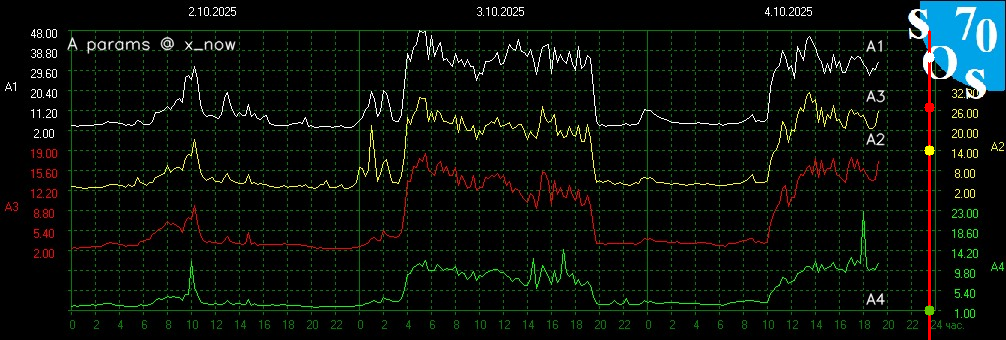 2.10.2025 3.10.2025 4.10.2025
SOS 70
A params @ x_now
48.00
38.80
29.60
20.40
11.20
2.00
A1
19.00
15.60
12.20
8.80
5.40
2.00
A3
A1
A3
A2
A4
32.00
26.00
20.00
14.00
8.00
2.00
A2
23.00
18.60
14.20
9.80
5.40
1.00
A4
0 2 4 6 8 10 12 14 16 18 20 22 0 2 4 6 8 10 12 14 16 18 20 22 0 2 4 6 8 10 12 14 16 18 20 22 24 час.